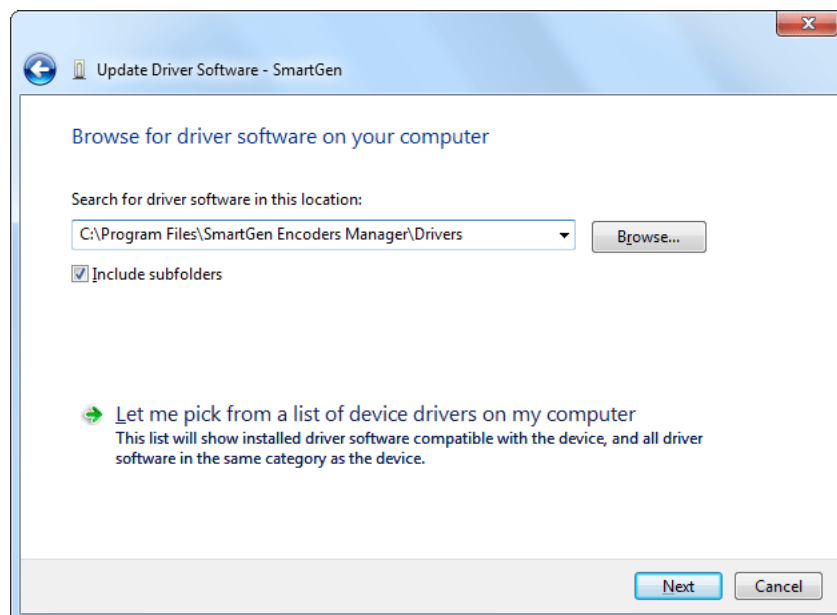 Update Driver Software - SmartGen
Browse for driver software on your computer
Search for driver software in this location:
C:\Program Files\SmartGen Encoders Manager\Drivers
Browse...
Include subfolders
Let me pick from a list of device drivers on my computer
This list will show installed driver software compatible with the device, and all driver
software in the same category as the device.
Next
Cancel